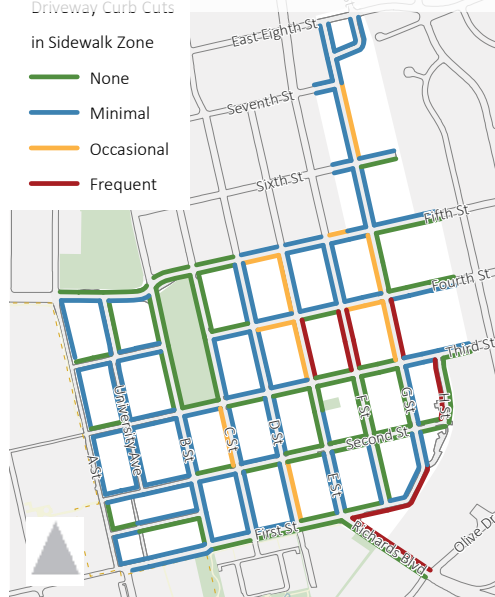 Driveway Curb Cuts
in Sidewalk Zone
None
Minimal
Occasional
Frequent
East Eighth St
Seventh St
Sixth St
Fifth St
Fourth St
Third St
Second St
First St
A St
University Ave
B St
C St
D St
E St
F St
G St
H St
Richards Blvd
Olive Dr